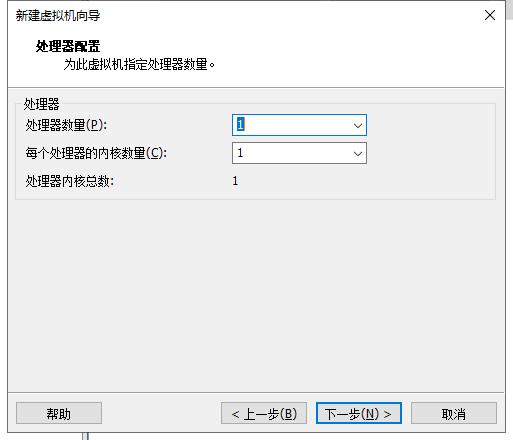 新建虚拟机向导
处理器配置
为此虚拟机指定处理器数量。
处理器
处理器数量(P):
1
每个处理器的内核数量(C):
1
处理器内核总数:
1
帮助
< 上一步(B)
下一步(N) >
取消